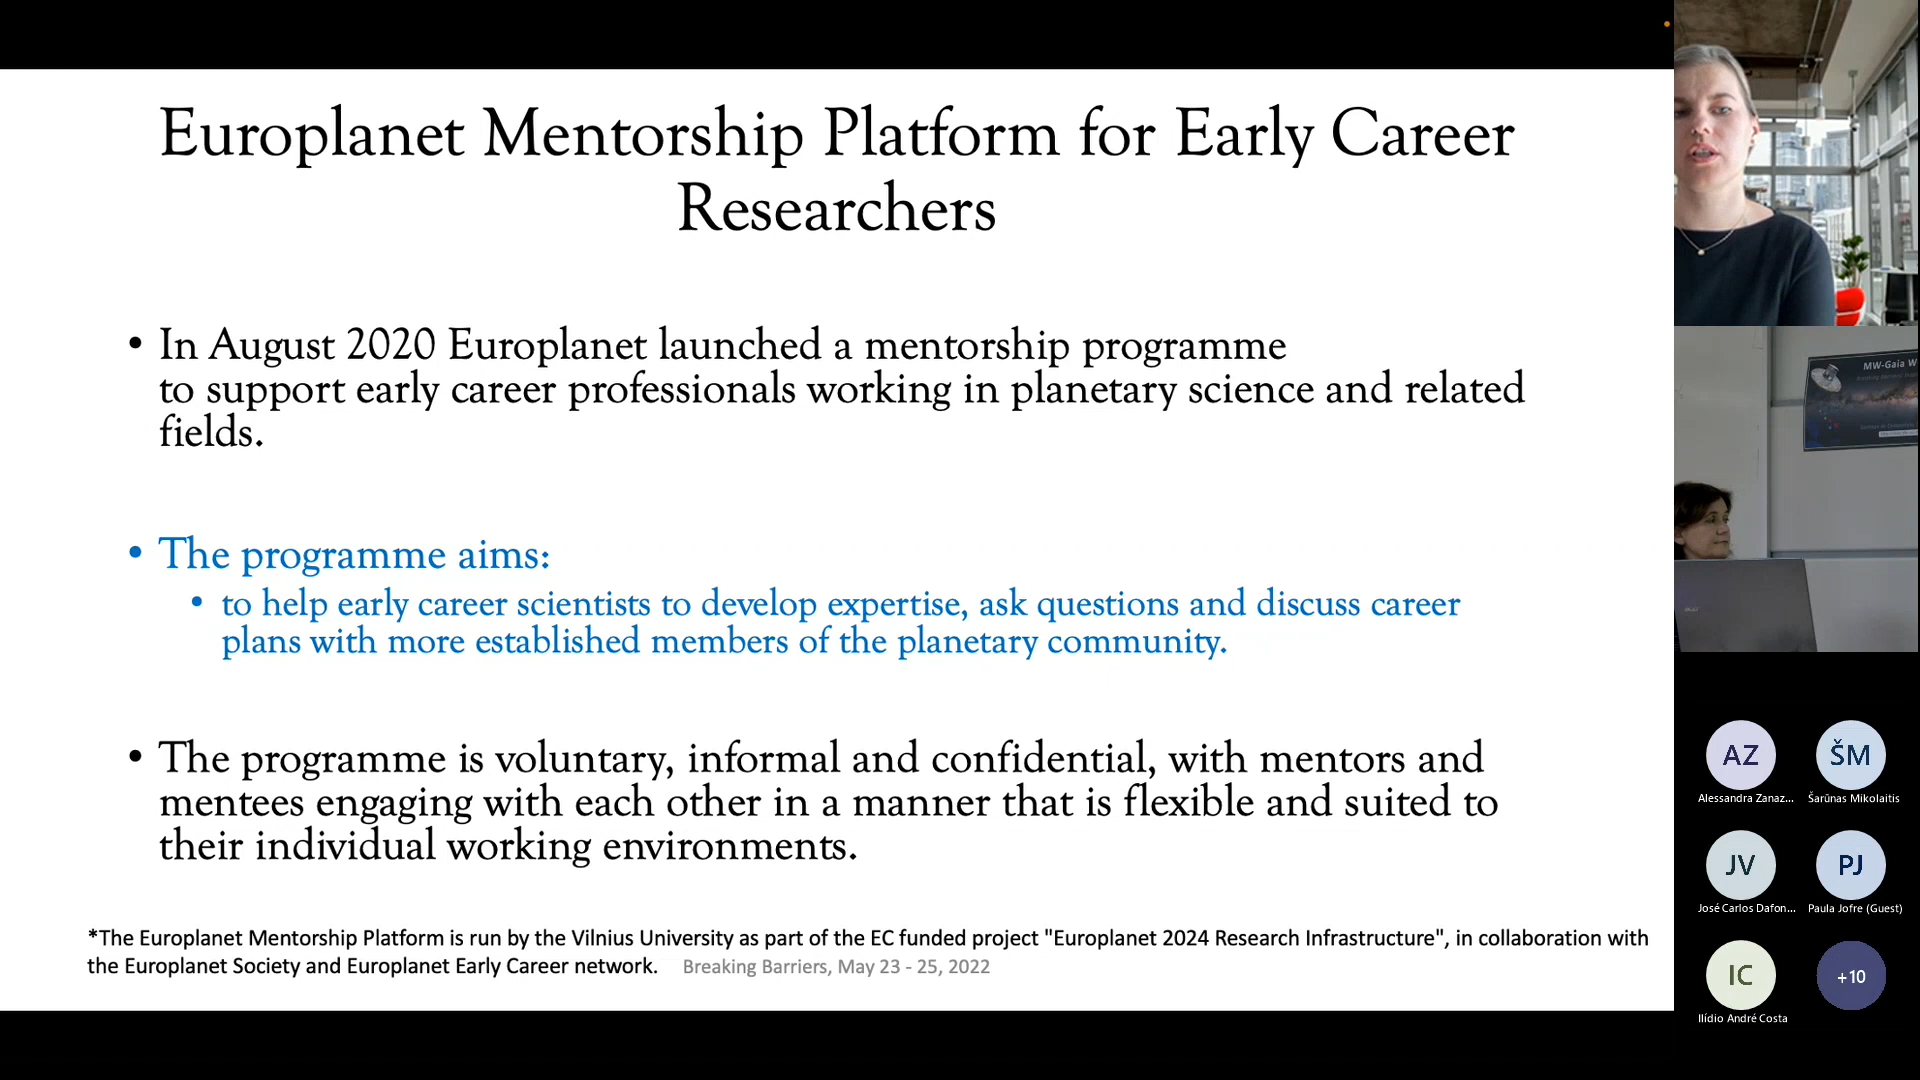 Europlanet Mentorship Platform for Early Career
Researchers
• In August 2020 Europlanet launched a mentorship programme
to support early career professionals working in planetary science and related
fields.
• The programme aims:
• to help early career scientists to develop expertise, ask questions and discuss career
plans with more established members of the planetary community.
• The programme is voluntary, informal and confidential, with mentors and
mentees engaging with each other in a manner that is flexible and suited to
their individual working environments.
*The Europlanet Mentorship Platform is run by the Vilnius University as part of the EC funded project "Europlanet 2024 Research Infrastructure", in collaboration with
the Europlanet Society and Europlanet Early Career network.
Breaking Barriers, May 23 - 25, 2022
MW-Gaia W
AZ
Alessandra Zanaz...
ŠM
Šarūnas Mikolaitis
JV
José Carlos Dafon...
PJ
Paula Jofre (Guest)
IC
Ilídio André Costa
+10